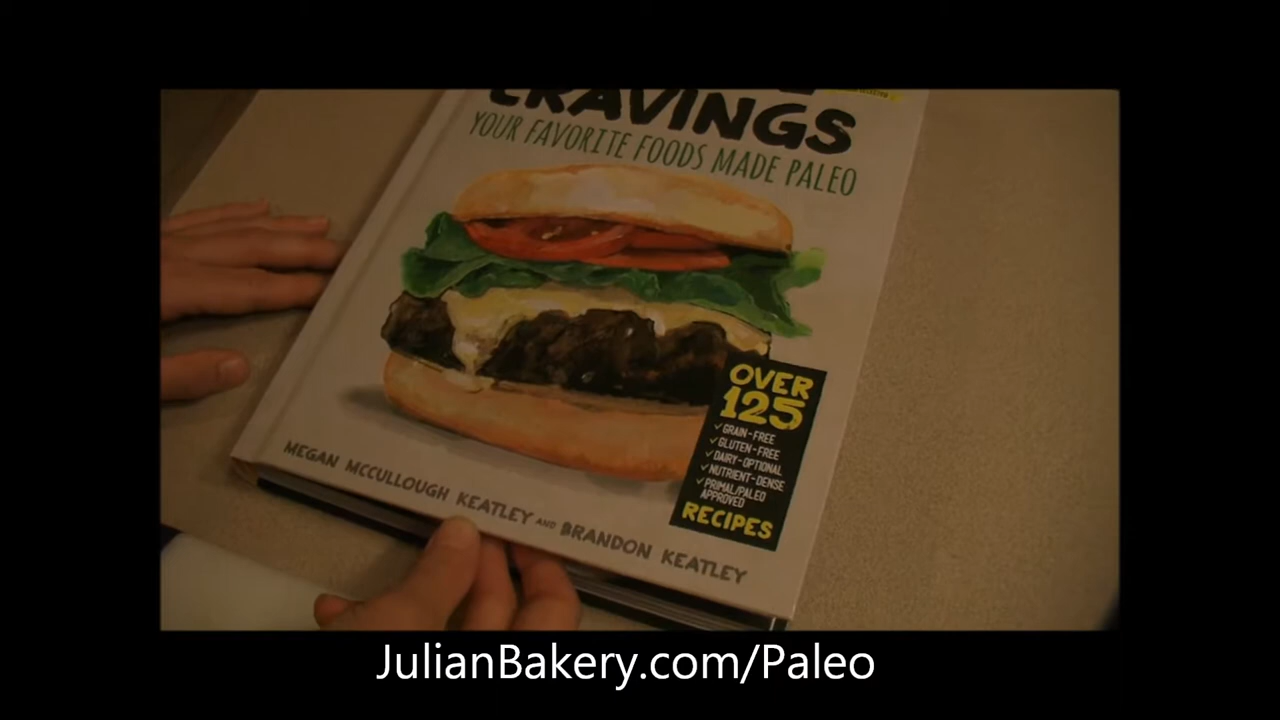 CRAVINGS
YOUR FAVORITE FOODS MADE PALEO
OVER
125
✓GRAIN-FREE
✓GLUTEN-FREE
✓DAIRY-OPTIONAL
✓NUTRIENT-DENSE
✓PRIMAL/PALEO
APPROVED
RECIPES
MEGAN MCCULLOUGH KEATLEY AND BRANDON KEATLEY
JulianBakery.com/Paleo